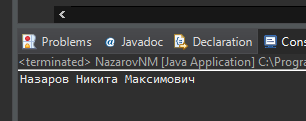 Problems @ Javadoc Declaration Cons
<terminated> NazarovNM [Java Application] C:\Progra
Назаров Никита Максимович